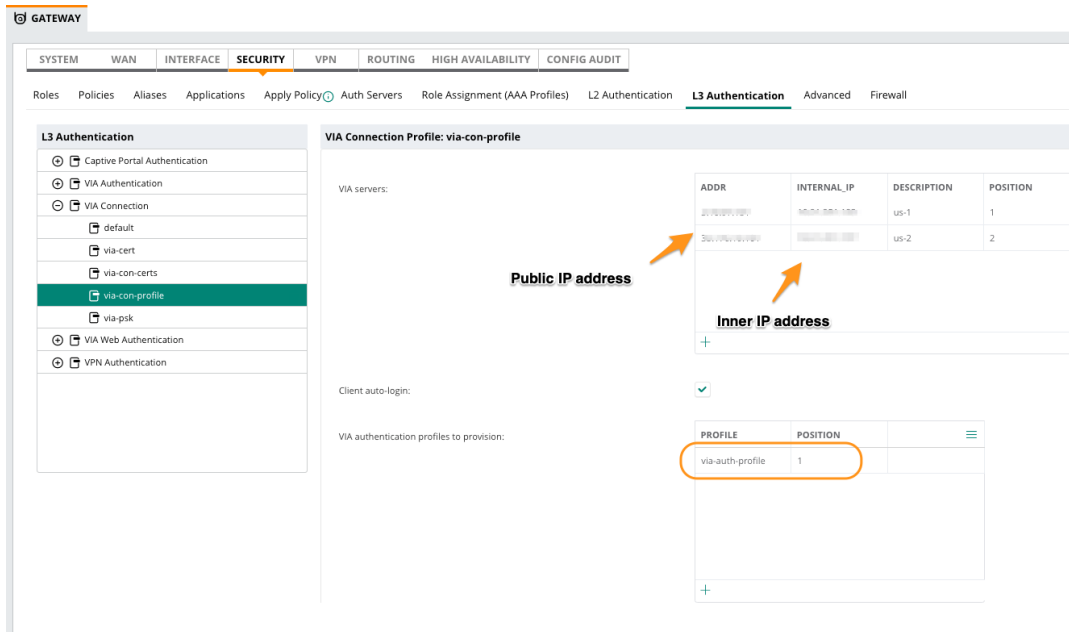 GATEWAY
SYSTEM WAN INTERFACE SECURITY VPN ROUTING HIGH AVAILABILITY CONFIG AUDIT
Roles Policies Aliases Applications Apply Policy Auth Servers Role Assignment (AAA Profiles) L2 Authentication L3 Authentication Advanced Firewall
L3 Authentication
Captive Portal Authentication
VIA Authentication
VIA Connection
default
via-cert
via-con-certs
via-con-profile
via-psk
VIA Web Authentication
VPN Authentication
VIA Connection Profile: via-con-profile
VIA servers:
ADDR INTERNAL_IP DESCRIPTION POSITION
us-1 1
us-2 2
Public IP address
Inner IP address
Client auto-login:
VIA authentication profiles to provision:
PROFILE POSITION
via-auth-profile 1